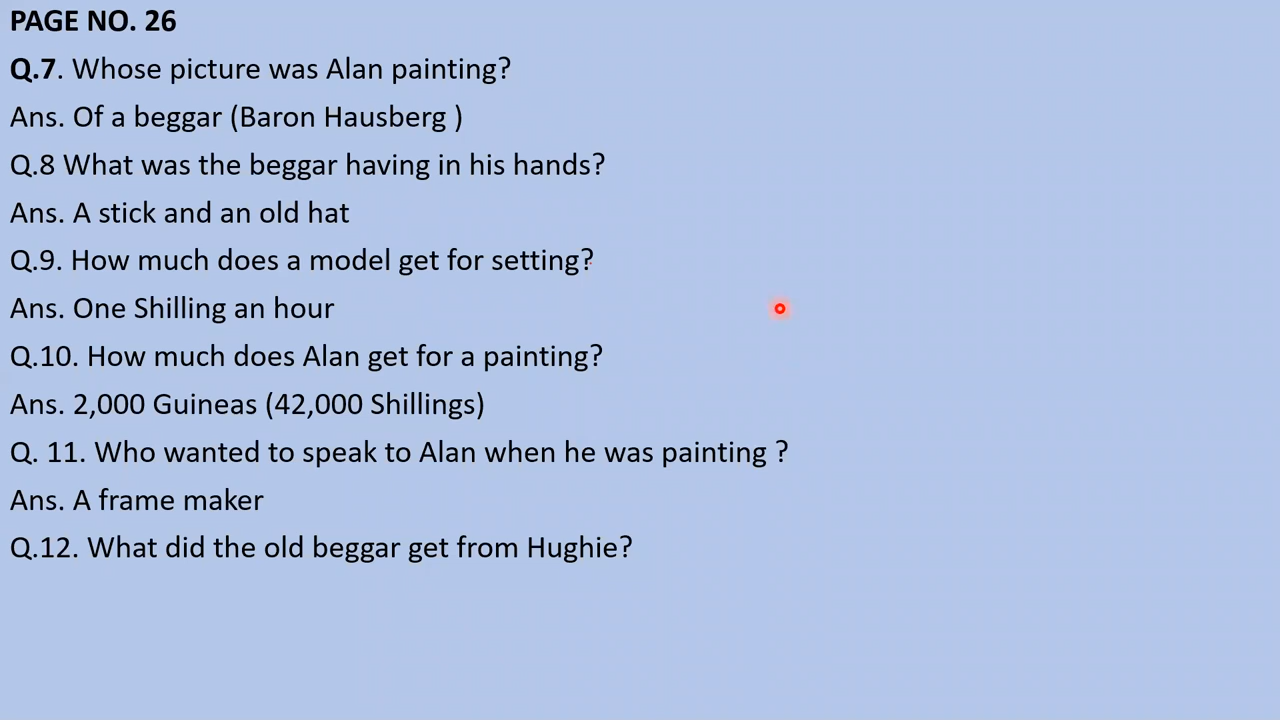 PAGE NO. 26
Q.7. Whose picture was Alan painting?
Ans. Of a beggar (Baron Hausberg )
Q.8 What was the beggar having in his hands?
Ans. A stick and an old hat
Q.9. How much does a model get for setting?
Ans. One Shilling an hour
Q.10. How much does Alan get for a painting?
Ans. 2,000 Guineas (42,000 Shillings)
Q. 11. Who wanted to speak to Alan when he was painting ?
Ans. A frame maker
Q.12. What did the old beggar get from Hughie?